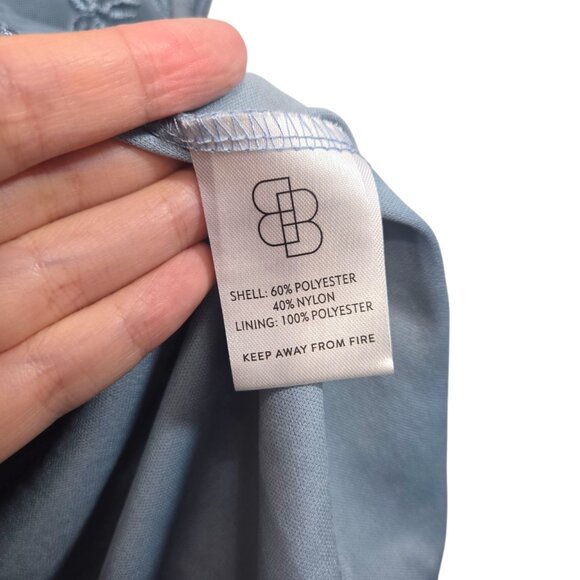 SHELL: 60% POLYESTER
40% NYLON
LINING: 100% POLYESTER
KEEP AWAY FROM FIRE